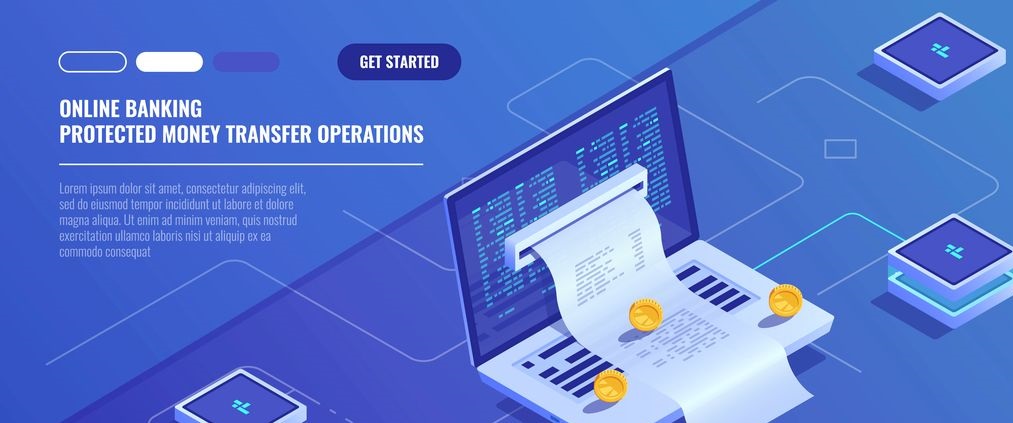 GET STARTED
ONLINE BANKING
PROTECTED MONEY TRANSFER OPERATIONS
Lorem ipsum dolor sit amet, consectetur adipiscing elit,
sed do eiusmod tempor incididunt ut labore et dolore
magna aliqua. Ut enim ad minim veniam, quis nostrud
exercitation ullamco laboris nisi ut aliquip ex ea
commodo consequat